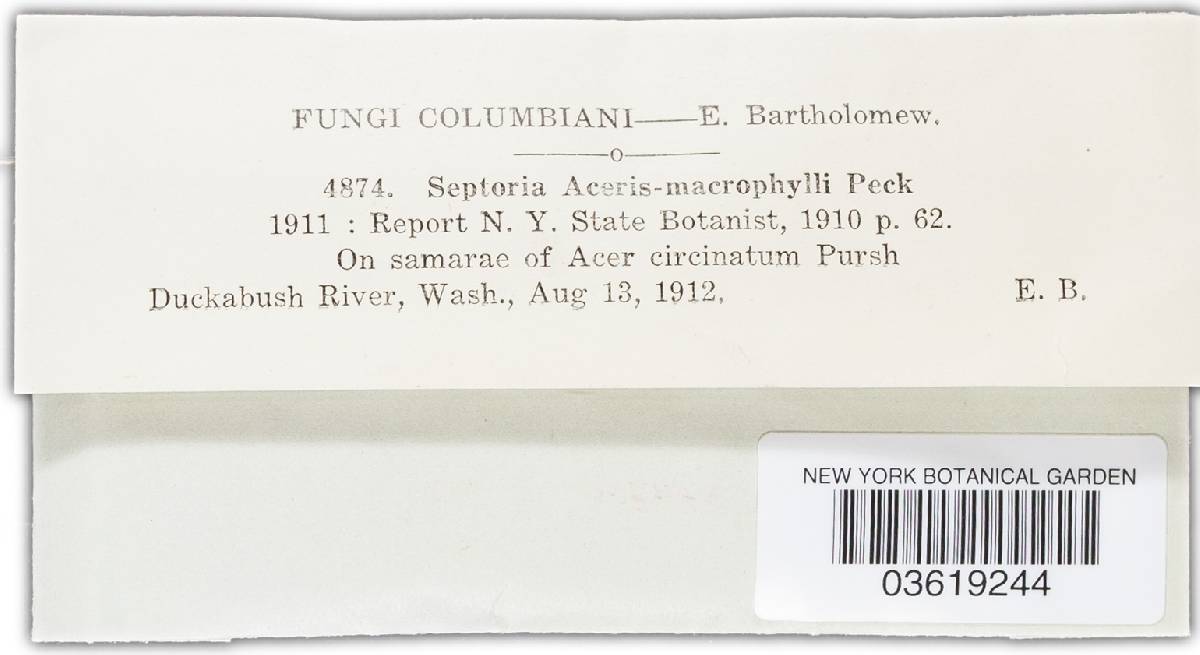 FUNGI COLUMBIANI——E. Bartholomew.
4874. Septoria Aceris-macrophylli Peck
1911 : Report N. Y. State Botanist, 1910 p. 62.
On samarae of Acer circinatum Pursh
Duckabush River, Wash., Aug 13, 1912, E. B.
NEW YORK BOTANICAL GARDEN
03619244